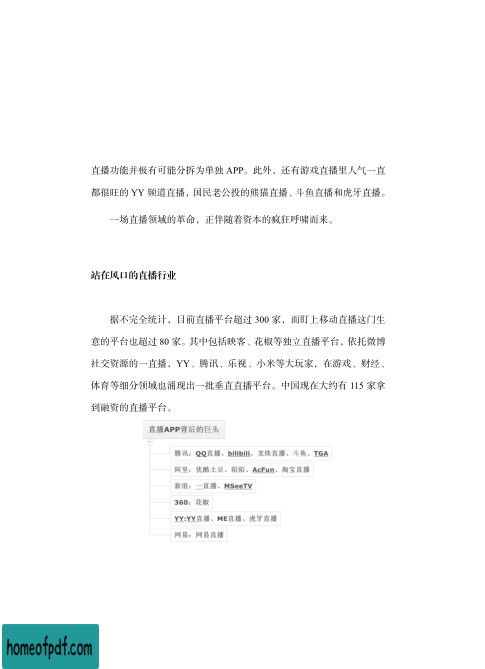 直播功能并极有可能分拆为单独 APP。此外，还有游戏直播里人气一直
都很旺的 YY 频道直播，国民老公投的熊猫直播、斗鱼直播和虎牙直播。
一场直播领域的革命，正伴随着资本的疯狂呼啸而来。
站在风口的直播行业
据不完全统计，目前直播平台超过 300 家，而盯上移动直播这门生
意的平台也超过 80 家。其中包括映客、花椒等独立直播平台，依托微博
社交资源的一直播，YY、腾讯、乐视、小米等大玩家，在游戏、财经、
体育等细分领域也涌现出一批垂直直播平台。中国现在大约有 115 家拿
到融资的直播平台。
直播APP背后的巨头
腾讯：QQ直播、bilibili、龙珠直播、斗鱼、TGA
阿里：优酷土豆、陌陌、AcFun、淘宝直播
新浪：一直播、MSeeTV
360：花椒
YY:YY直播、ME直播、虎牙直播
网易：网易直播
homeofpdf.com